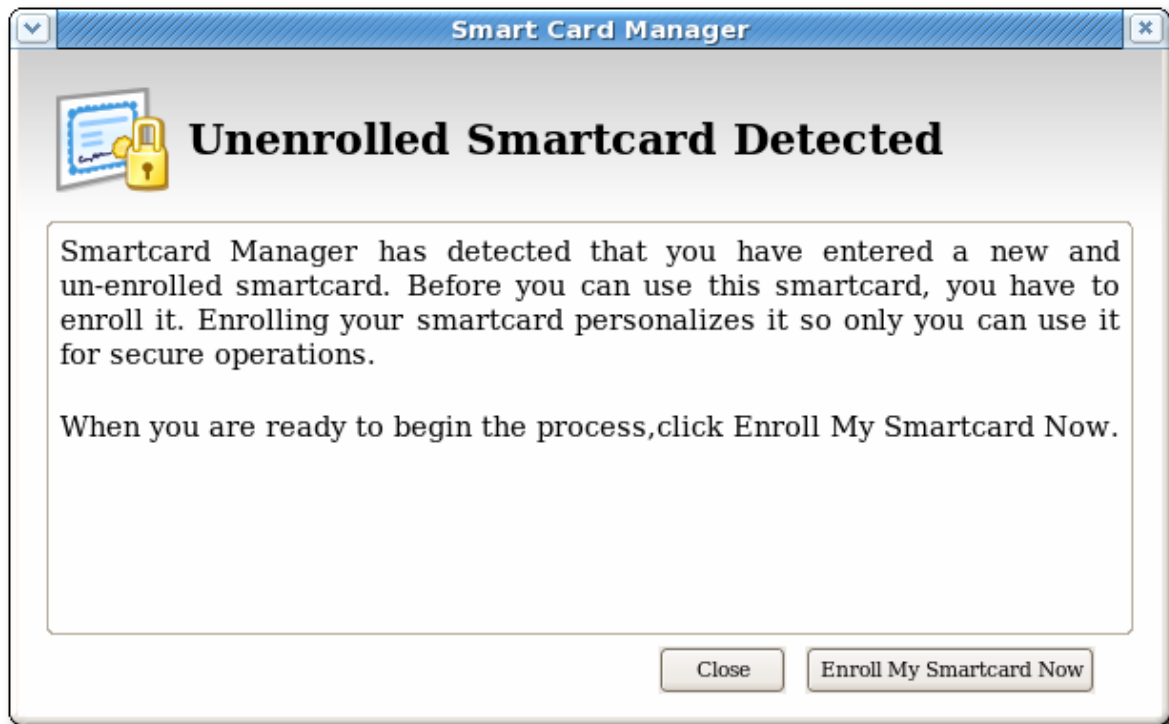 Smart Card Manager
Unenrolled Smartcard Detected
Smartcard Manager has detected that you have entered a new and
un-enrolled smartcard. Before you can use this smartcard, you have to
enroll it. Enrolling your smartcard personalizes it so only you can use it
for secure operations.
When you are ready to begin the process,click Enroll My Smartcard Now.
Close
Enroll My Smartcard Now